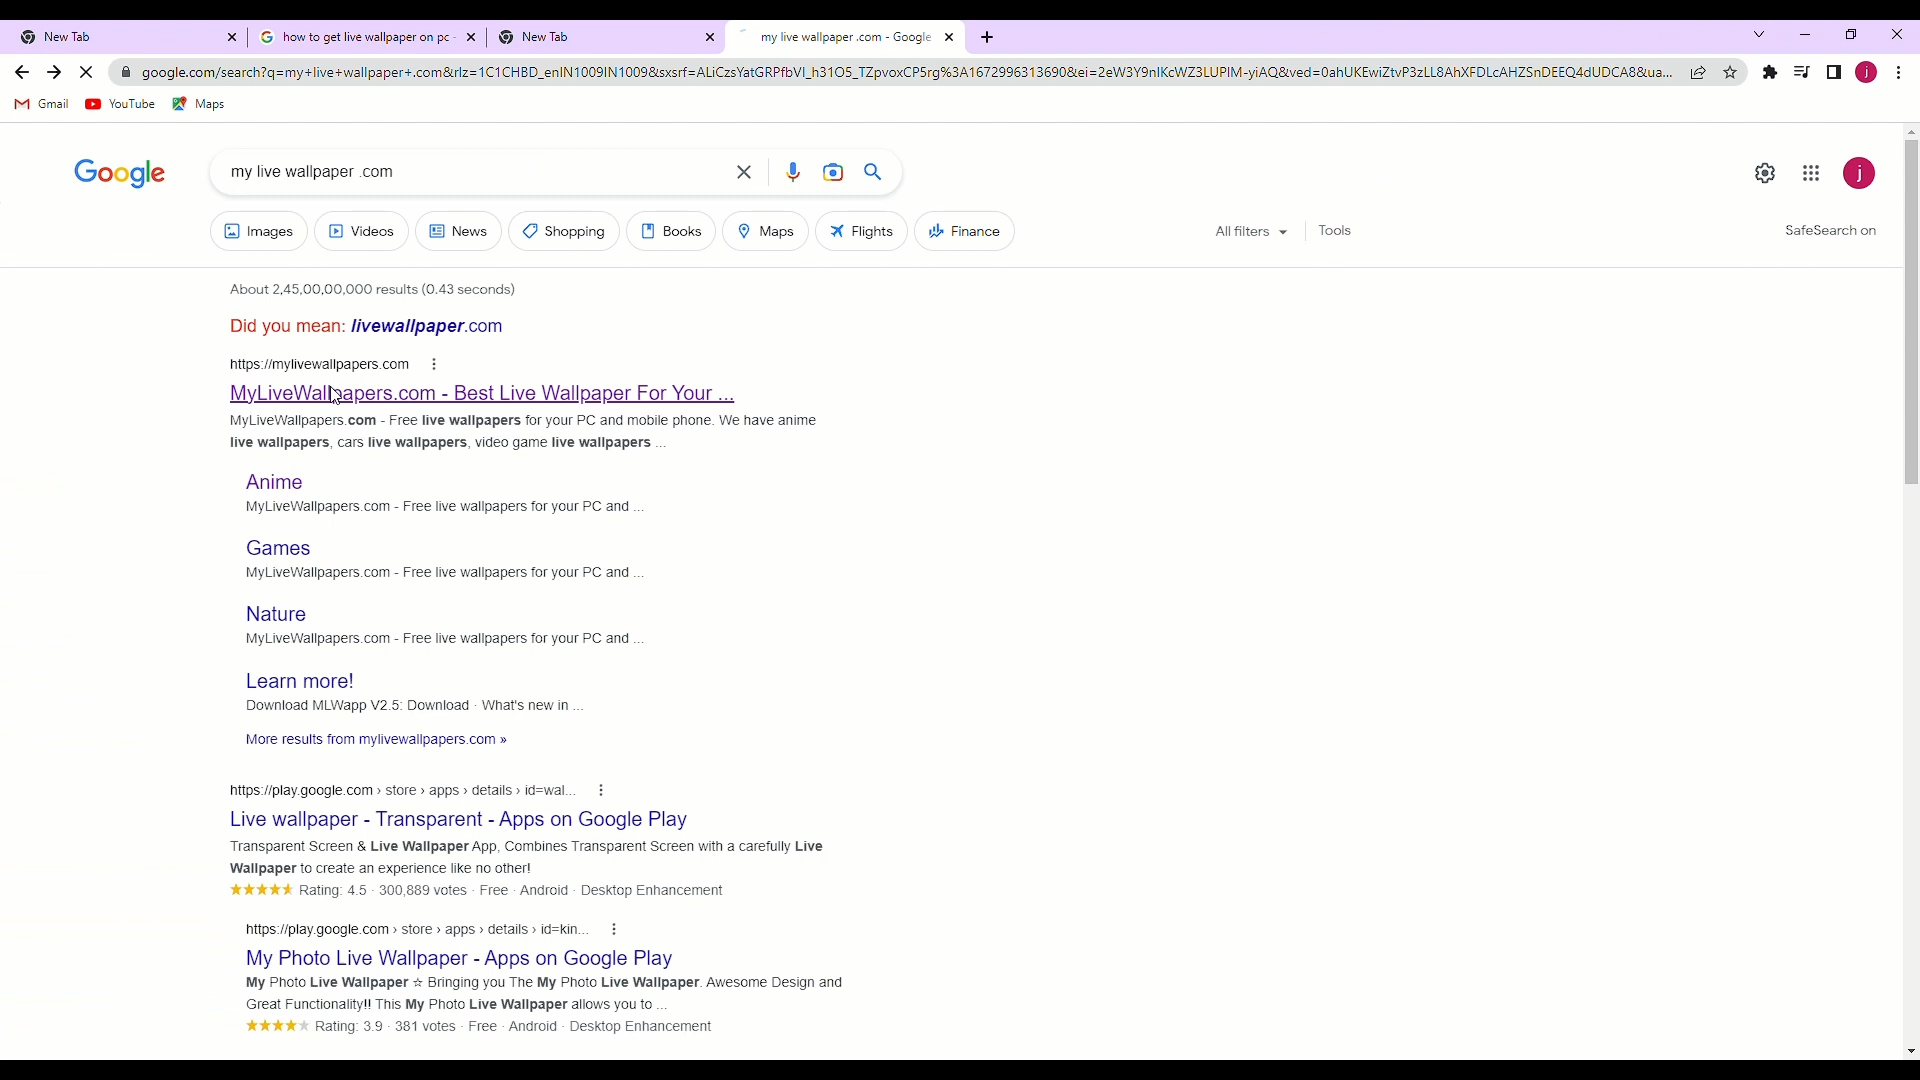 New Tab
how to get live wallpaper on pc -
New Tab
my live wallpaper .com - Google
google.com/search?q=my+live+wallpaper+.com&rlz=1C1CHBD_enIN1009IN1009&sxsrf=ALiCzsYatGRPfbVI_h31O5_TZpvoxCP5rg%3A1672996313690&ei=2eW3Y9nIKcWZ3LUPIM-yiAQ&ved=0ahUKEwiZtvP3zLL8AhXFDLcAHZSnDEEQ4dUDCA8&ua...
j
Gmail
YouTube
Maps
Google
my live wallpaper .com
j
Images
Videos
News
Shopping
Books
Maps
Flights
Finance
All filters
Tools
SafeSearch on
About 2,45,00,00,000 results (0.43 seconds)
Did you mean: livewallpaper.com
https://mylivewallpapers.com
MyLiveWallpapers.com - Best Live Wallpaper For Your ...
MyLiveWallpapers.com - Free live wallpapers for your PC and mobile phone. We have anime
live wallpapers, cars live wallpapers, video game live wallpapers ...
Anime
MyLiveWallpapers.com - Free live wallpapers for your PC and ...
Games
MyLiveWallpapers.com - Free live wallpapers for your PC and ...
Nature
MyLiveWallpapers.com - Free live wallpapers for your PC and ...
Learn more!
Download MLWapp V2.5: Download · What's new in ...
More results from mylivewallpapers.com »
https://play.google.com › store › apps › details › id=wal...
Live wallpaper - Transparent - Apps on Google Play
Transparent Screen & Live Wallpaper App, Combines Transparent Screen with a carefully Live
Wallpaper to create an experience like no other!
Rating: 4.5 · 300,889 votes · Free · Android · Desktop Enhancement
https://play.google.com › store › apps › details › id=kin...
My Photo Live Wallpaper - Apps on Google Play
My Photo Live Wallpaper ☆ Bringing you The My Photo Live Wallpaper. Awesome Design and
Great Functionality!! This My Photo Live Wallpaper allows you to ...
Rating: 3.9 · 381 votes · Free · Android · Desktop Enhancement